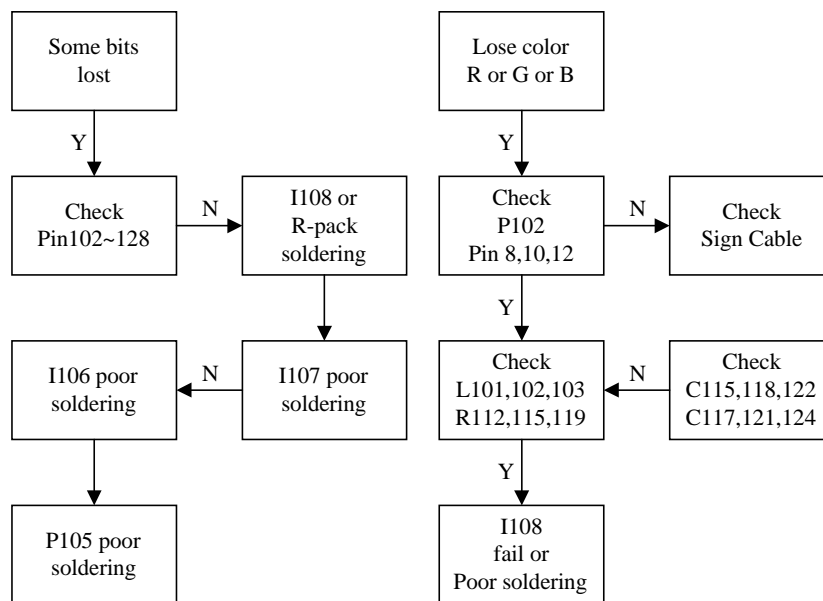 Some bits
lost
Y
Check
Pin102~128
N
I108 or
R-pack
soldering
I107 poor
soldering
N
I106 poor
soldering
P105 poor
soldering
Lose color
R or G or B
Y
Check
P102
Pin 8,10,12
N
Check
Sign Cable
Y
Check
L101,102,103
R112,115,119
N
Check
C115,118,122
C117,121,124
Y
I108
fail or
Poor soldering